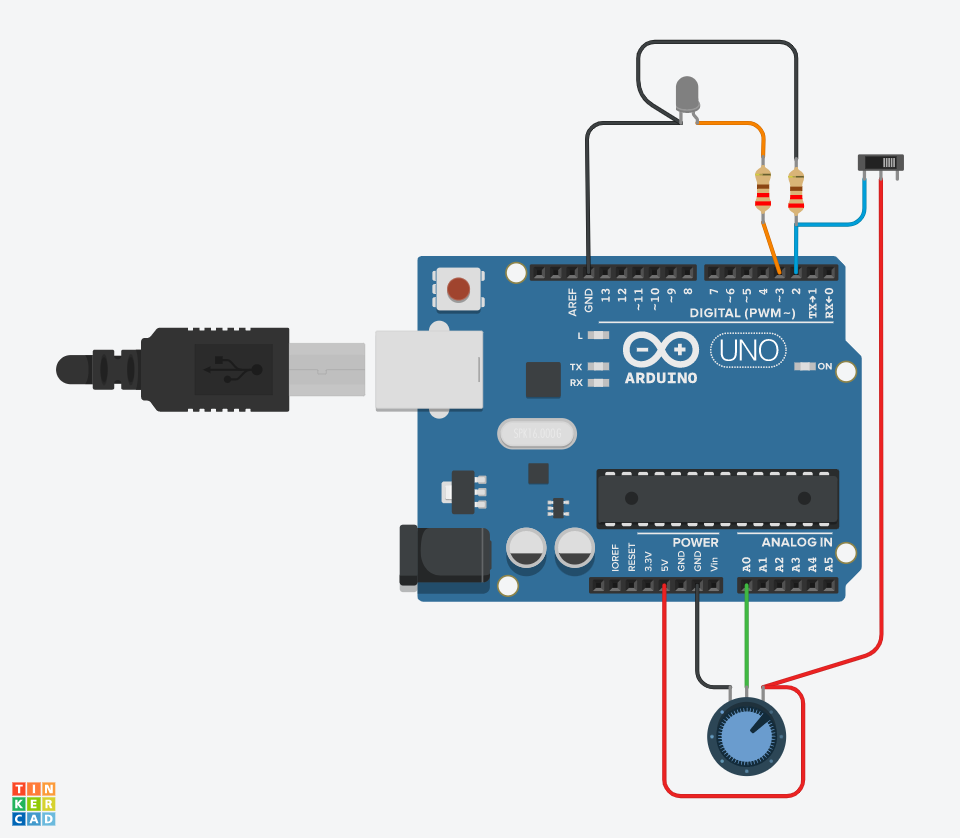 AREF
GND
13
12
~11
~10
~9
8
7
~6
~5
4
~3
2
TX→1
RX←0
DIGITAL (PWM ~)
L
TX
RX
ARDUINO
UNO
ON
POWER
ANALOG IN
IOREF
RESET
3.3V
5V
GND
GND
Vin
A0
A1
A2
A3
A4
A5
TIN
KER
CAD